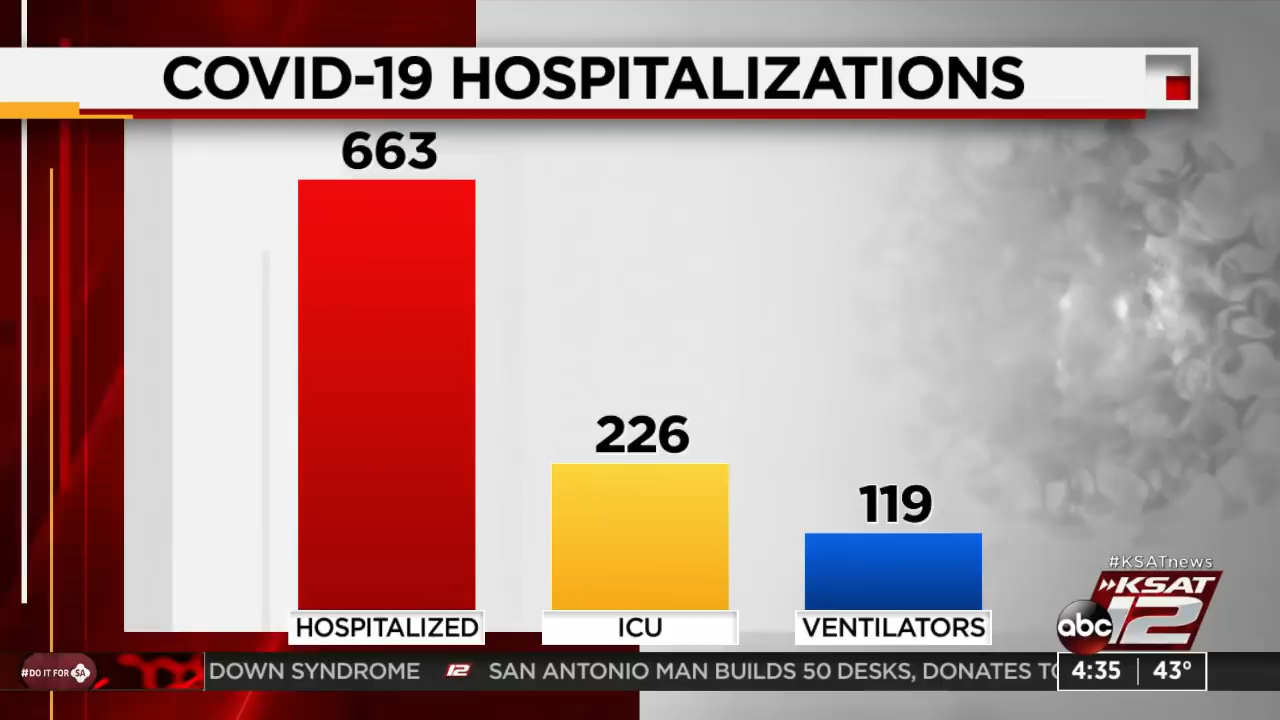 COVID-19 HOSPITALIZATIONS
663
226
119
HOSPITALIZED
ICU
VENTILATORS
#KSATnews
KSAT
abc
12
#DO IT FOR SA
DOWN SYNDROME 12 SAN ANTONIO MAN BUILDS 50 DESKS, DONATES TO
4:35 43°